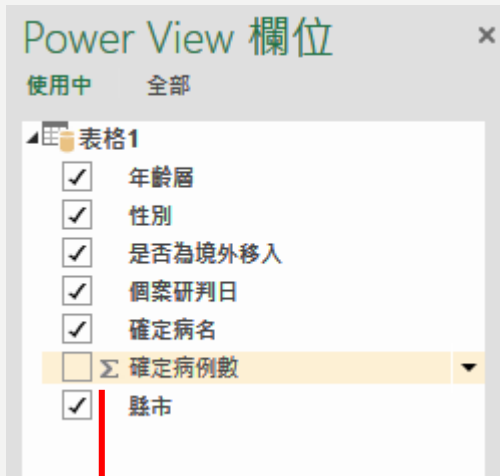 Power View 欄位
使用中 全部
表格1
年齡層
性別
是否為境外移入
個案研判日
確定病名
Σ 確定病例數
縣市